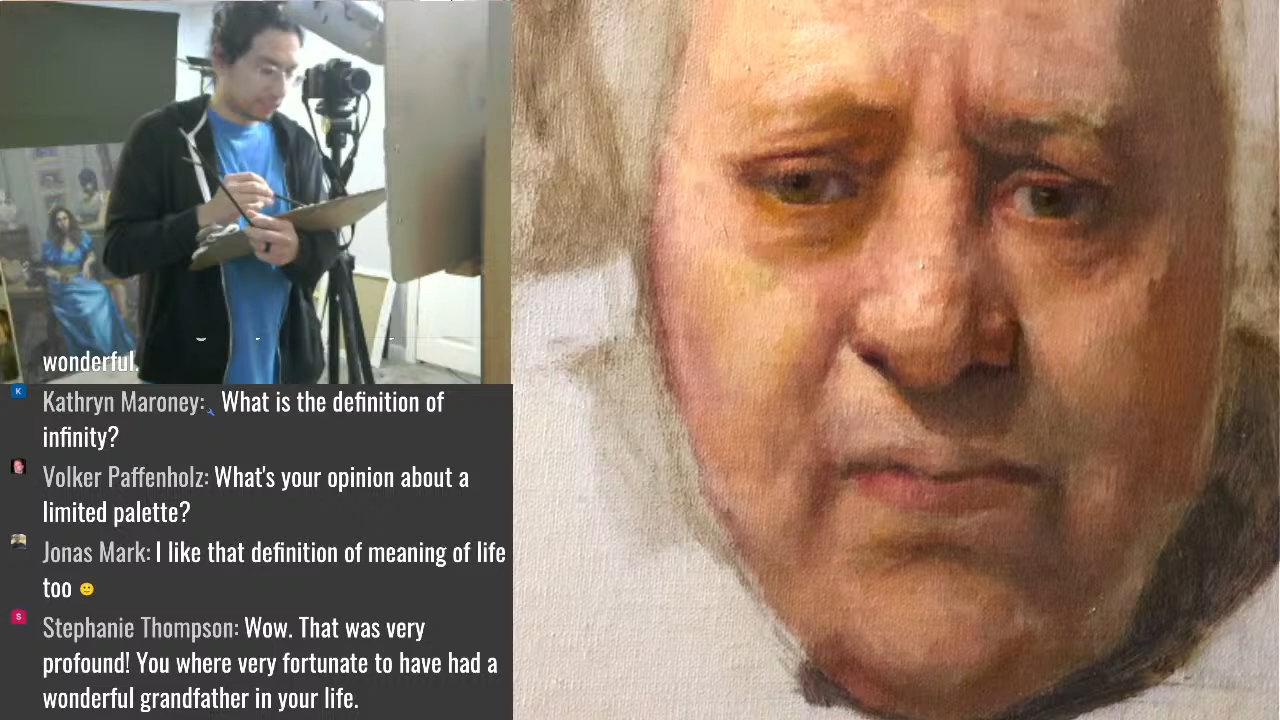 wonderful.
K Kathryn Maroney: What is the definition of
infinity?
Volker Paffenholz: What's your opinion about a
limited palette?
Jonas Mark: I like that definition of meaning of life
too 🙂
S Stephanie Thompson: Wow. That was very
profound! You where very fortunate to have had a
wonderful grandfather in your life.